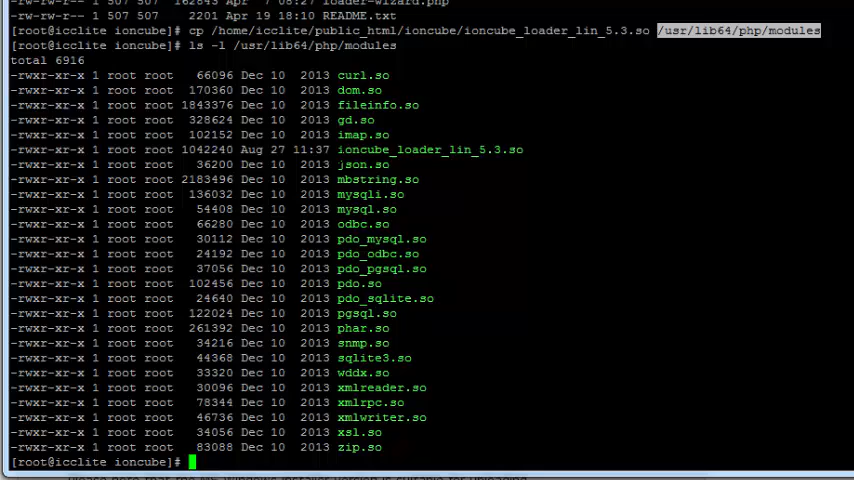 -rw-rw-r-- 1 507 507 162843 Apr 7 08:27 loader-wizard.php
-rw-rw-r-- 1 507 507 2201 Apr 19 18:10 README.txt
[root@icclite ioncube]# cp /home/icclite/public_html/ioncube/ioncube_loader_lin_5.3.so /usr/lib64/php/modules
[root@icclite ioncube]# ls -l /usr/lib64/php/modules
total 6916
-rwxr-xr-x 1 root root 66096 Dec 10 2013 curl.so
-rwxr-xr-x 1 root root 170360 Dec 10 2013 dom.so
-rwxr-xr-x 1 root root 1843376 Dec 10 2013 fileinfo.so
-rwxr-xr-x 1 root root 328624 Dec 10 2013 gd.so
-rwxr-xr-x 1 root root 102152 Dec 10 2013 imap.so
-rwxr-xr-x 1 root root 1042240 Aug 27 11:37 ioncube_loader_lin_5.3.so
-rwxr-xr-x 1 root root 36200 Dec 10 2013 json.so
-rwxr-xr-x 1 root root 2183496 Dec 10 2013 mbstring.so
-rwxr-xr-x 1 root root 136032 Dec 10 2013 mysqli.so
-rwxr-xr-x 1 root root 54408 Dec 10 2013 mysql.so
-rwxr-xr-x 1 root root 66280 Dec 10 2013 odbc.so
-rwxr-xr-x 1 root root 30112 Dec 10 2013 pdo_mysql.so
-rwxr-xr-x 1 root root 24192 Dec 10 2013 pdo_odbc.so
-rwxr-xr-x 1 root root 37056 Dec 10 2013 pdo_pgsql.so
-rwxr-xr-x 1 root root 102456 Dec 10 2013 pdo.so
-rwxr-xr-x 1 root root 24640 Dec 10 2013 pdo_sqlite.so
-rwxr-xr-x 1 root root 122024 Dec 10 2013 pgsql.so
-rwxr-xr-x 1 root root 261392 Dec 10 2013 phar.so
-rwxr-xr-x 1 root root 34216 Dec 10 2013 snmp.so
-rwxr-xr-x 1 root root 44368 Dec 10 2013 sqlite3.so
-rwxr-xr-x 1 root root 33320 Dec 10 2013 wddx.so
-rwxr-xr-x 1 root root 30096 Dec 10 2013 xmlreader.so
-rwxr-xr-x 1 root root 78344 Dec 10 2013 xmlrpc.so
-rwxr-xr-x 1 root root 46736 Dec 10 2013 xmlwriter.so
-rwxr-xr-x 1 root root 34056 Dec 10 2013 xsl.so
-rwxr-xr-x 1 root root 83088 Dec 10 2013 zip.so
[root@icclite ioncube]#